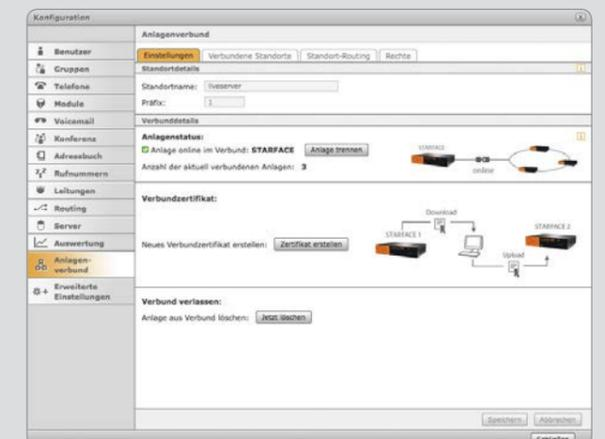 Konfiguration
Anlagenverbund
Benutzer
Gruppen
Telefone
Module
Voicemail
Konferenz
Adressbuch
Rufnummern
Leitungen
Routing
Server
Auswertung
Anlagen-
verbund
Erweiterte
Einstellungen
Einstellungen Verbundene Standorte Standort-Routing Rechte
Standortdetails
Standortname: liveserver
Präfix: 1
Verbunddetails
Anlagenstatus:
Anlage online im Verbund: STARFACE Anlage trennen
Anzahl der aktuell verbundenen Anlagen: 3
STARFACE
online
Verbundzertifikat:
Neues Verbundzertifikat erstellen: Zertifikat erstellen
Download
STARFACE 1
STARFACE 2
Upload
Verbund verlassen:
Anlage aus Verbund löschen: Jetzt löschen
Speichern Abbrechen
Schließen